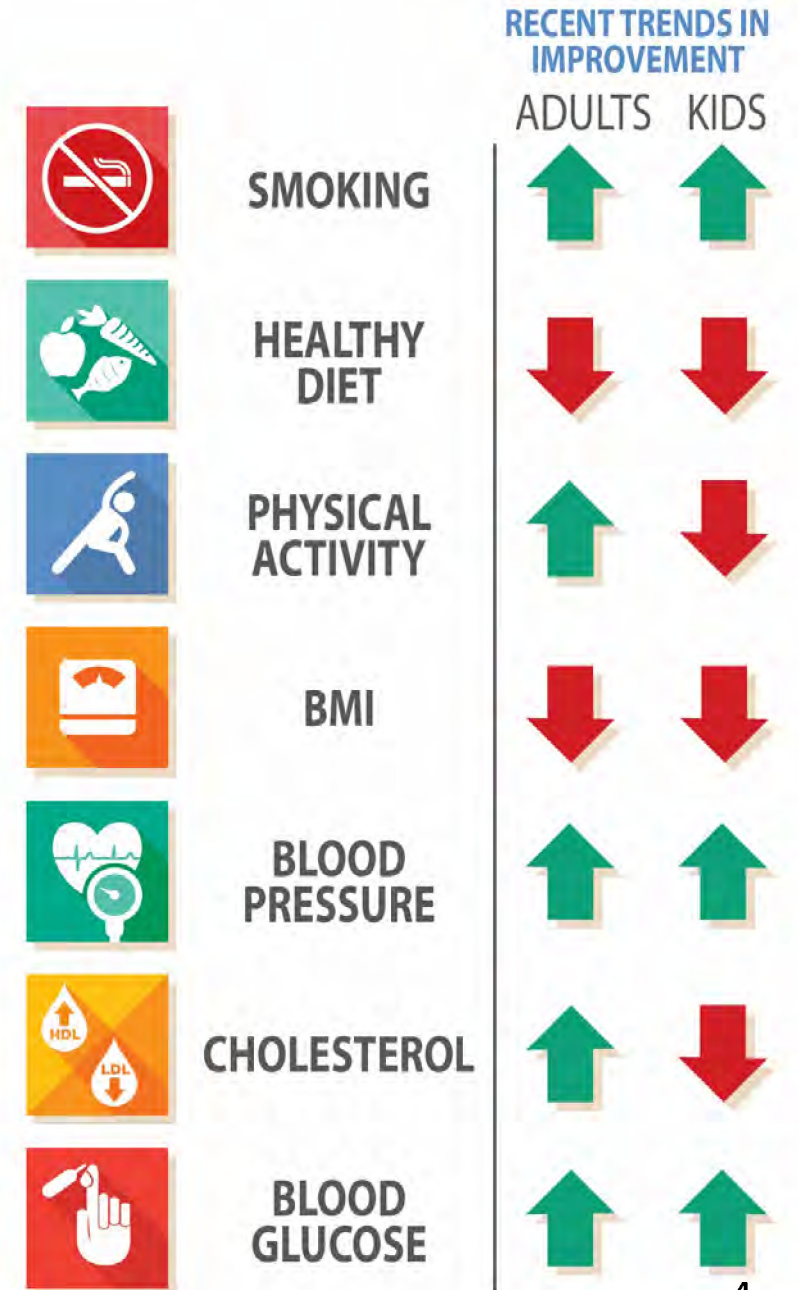 RECENT TRENDS IN
IMPROVEMENT
ADULTS KIDS
SMOKING
HEALTHY
DIET
PHYSICAL
ACTIVITY
BMI
BLOOD
PRESSURE
HDL
LDL
CHOLESTEROL
BLOOD
GLUCOSE